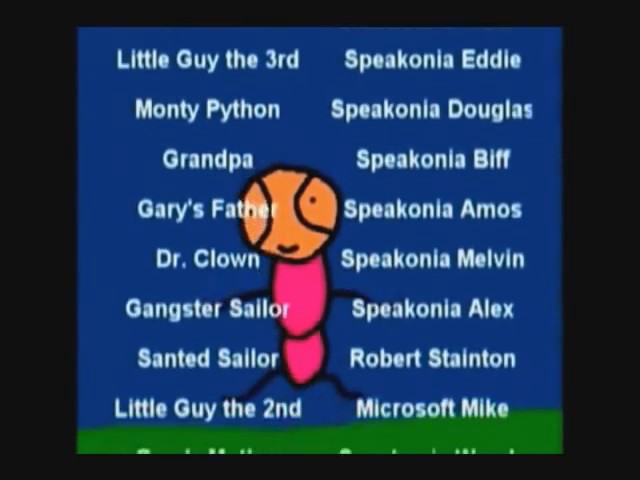 Little Guy the 3rd Speakonia Eddie
Monty Python Speakonia Douglas
Grandpa Speakonia Biff
Gary's Father Speakonia Amos
Dr. Clown Speakonia Melvin
Gangster Sailor Speakonia Alex
Santed Sailor Robert Stainton
Little Guy the 2nd Microsoft Mike